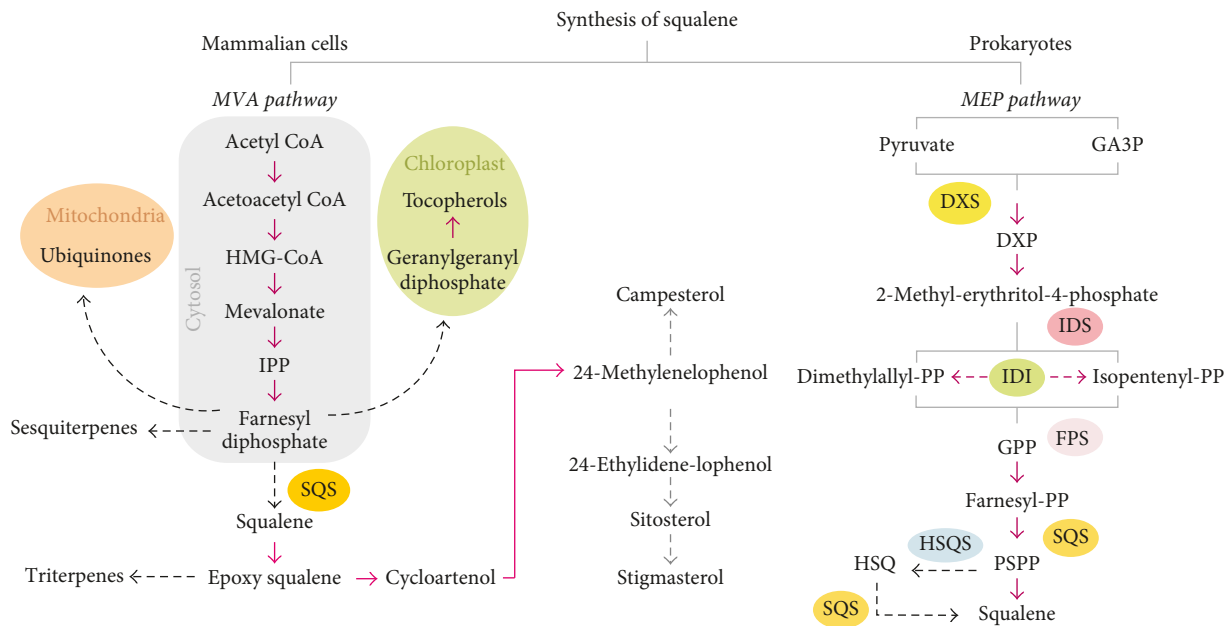 Synthesis of squalene
Mammalian cells
Prokaryotes
MVA pathway
MEP pathway
Acetyl CoA
Acetoacetyl CoA
HMG-CoA
Mevalonate
IPP
Farnesyl
diphosphate
Cytosol
Mitochondria
Ubiquinones
Chloroplast
Tocopherols
Geranylgeranyl
diphosphate
Sesquiterpenes
SQS
Squalene
Triterpenes
Epoxy squalene
Cycloartenol
Campesterol
24-Methylenelophenol
24-Ethylidene-lophenol
Sitosterol
Stigmasterol
Pyruvate
GA3P
DXS
DXP
2-Methyl-erythritol-4-phosphate
IDS
Dimethylallyl-PP
IDI
Isopentenyl-PP
GPP
FPS
Farnesyl-PP
SQS
HSQS
HSQ
PSPP
SQS
Squalene